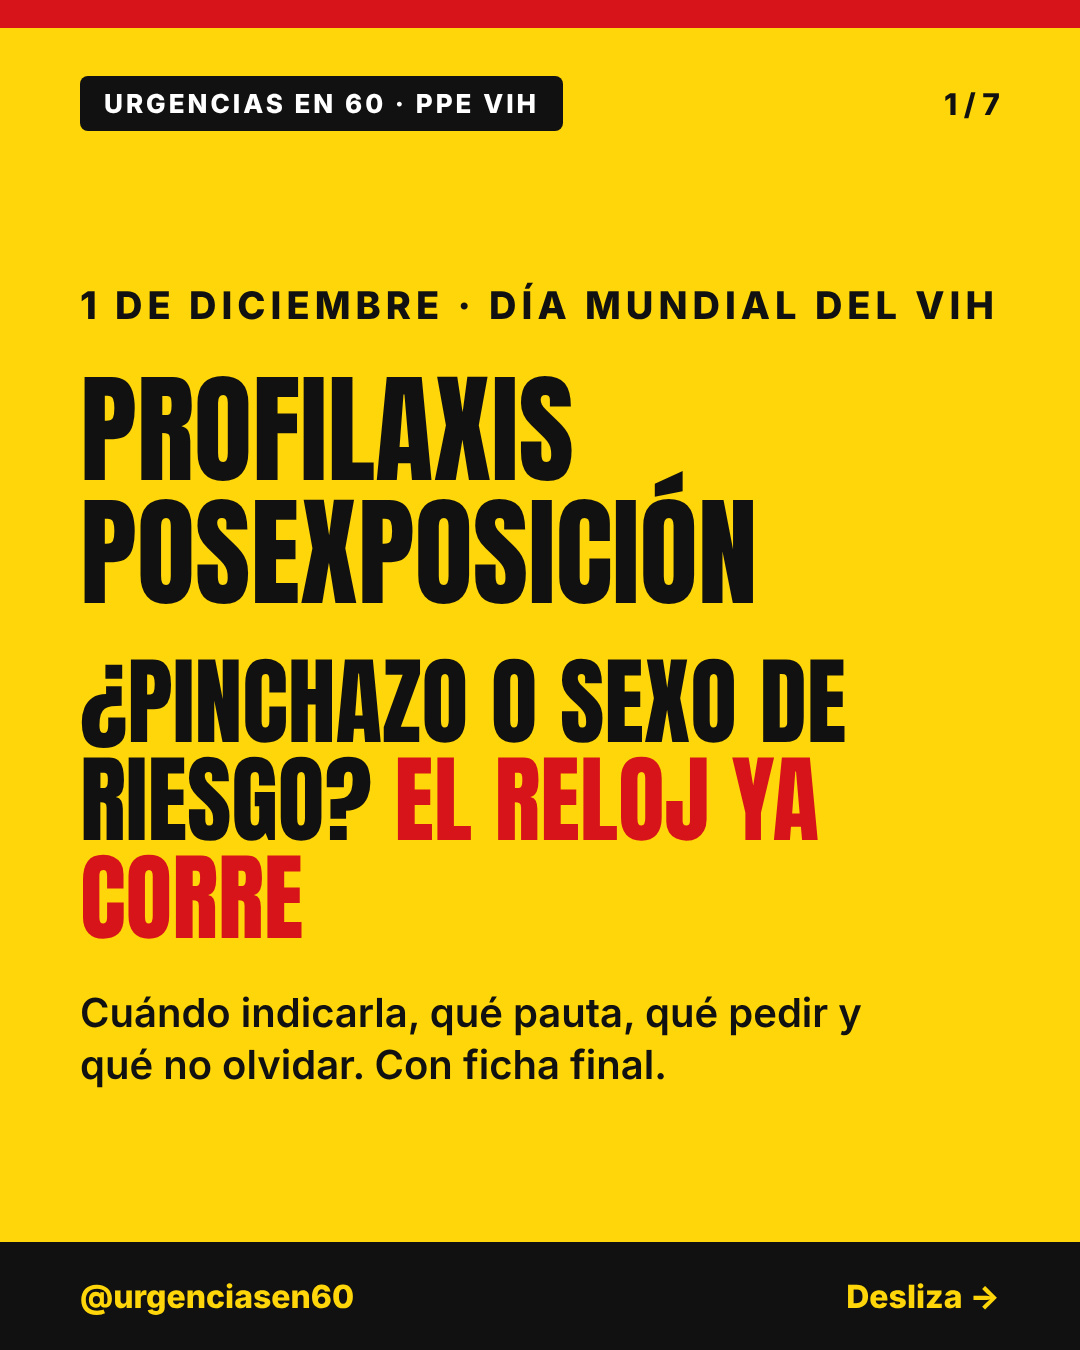 URGENCIAS EN 60 · PPE VIH
1/7
1 DE DICIEMBRE · DÍA MUNDIAL DEL VIH
PROFILAXIS
POSEXPOSICIÓN
¿PINCHAZO O SEXO DE
RIESGO? EL RELOJ YA
CORRE
Cuándo indicarla, qué pauta, qué pedir y
qué no olvidar. Con ficha final.
@urgenciasen60
Desliza →